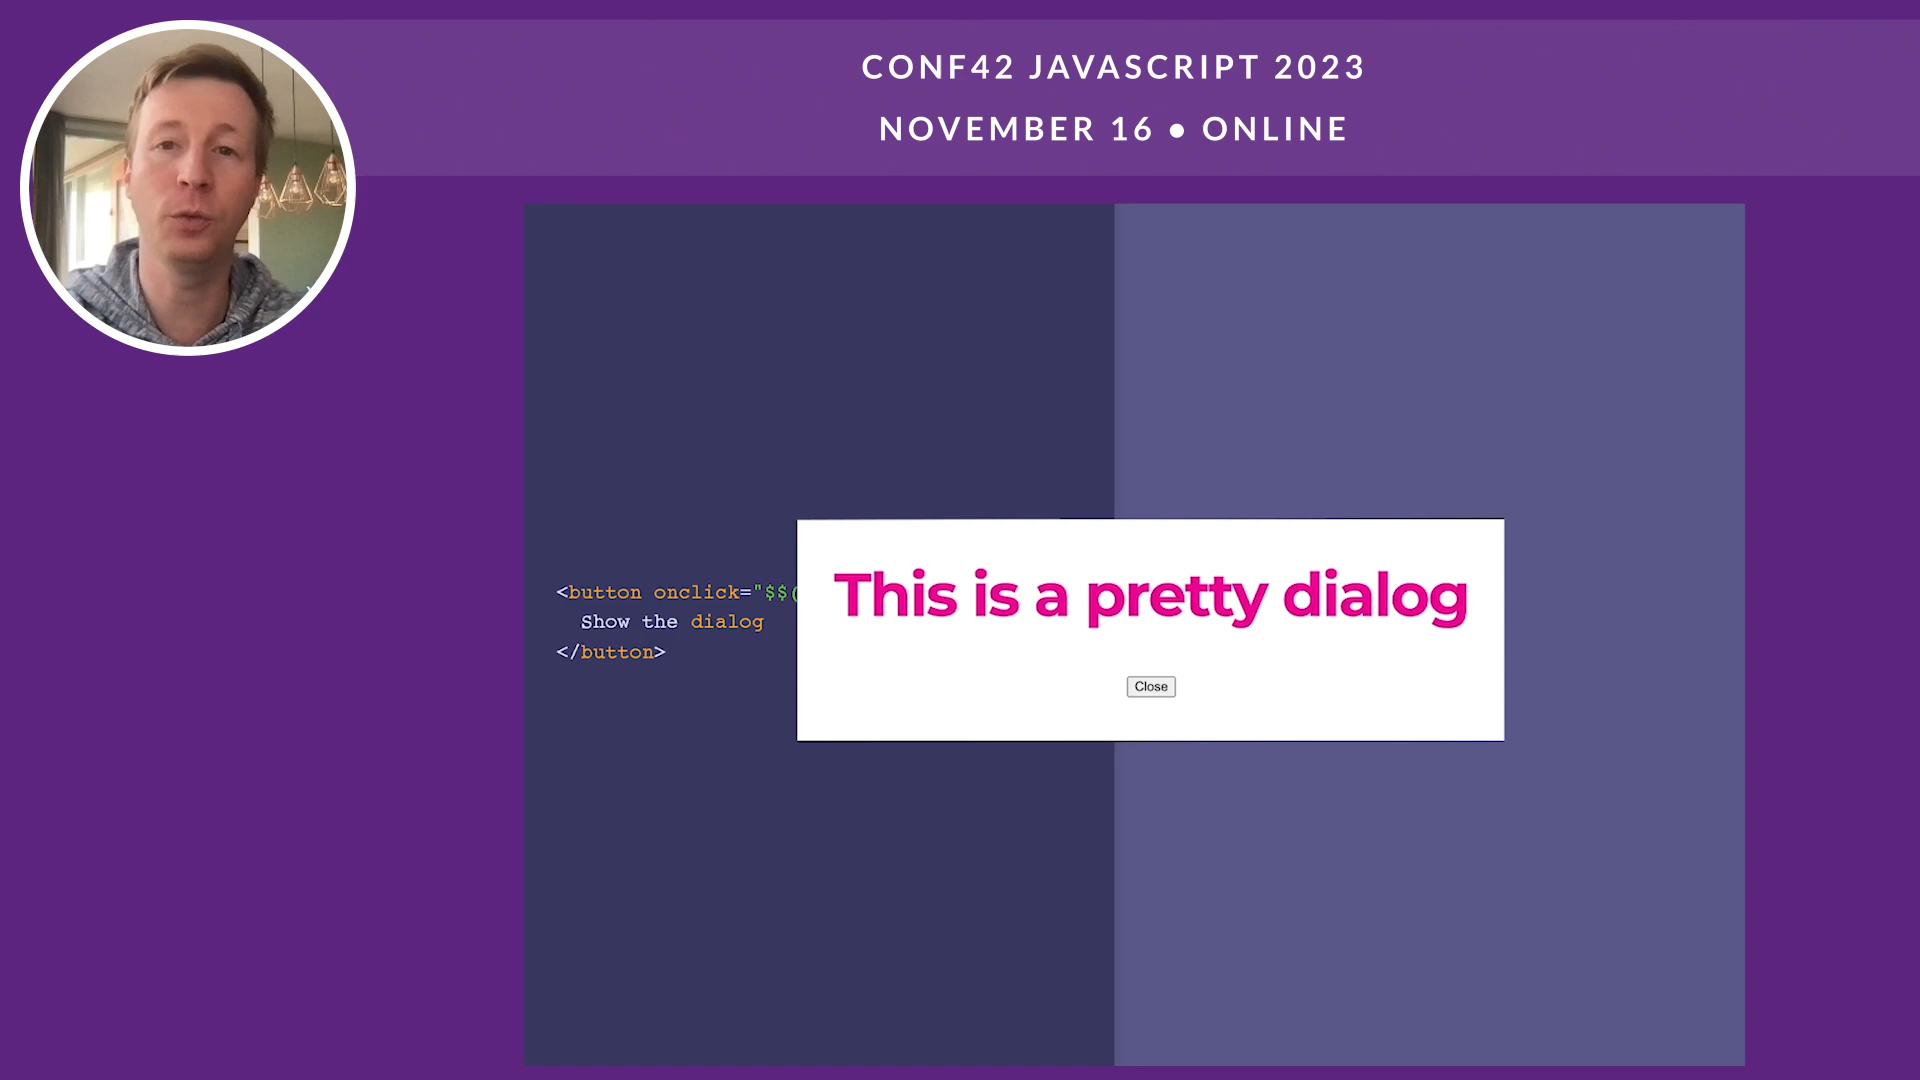 CONF42 JAVASCRIPT 2023
NOVEMBER 16 • ONLINE
<button onclick="$$(
Show the dialog
</button>
This is a pretty dialog
Close